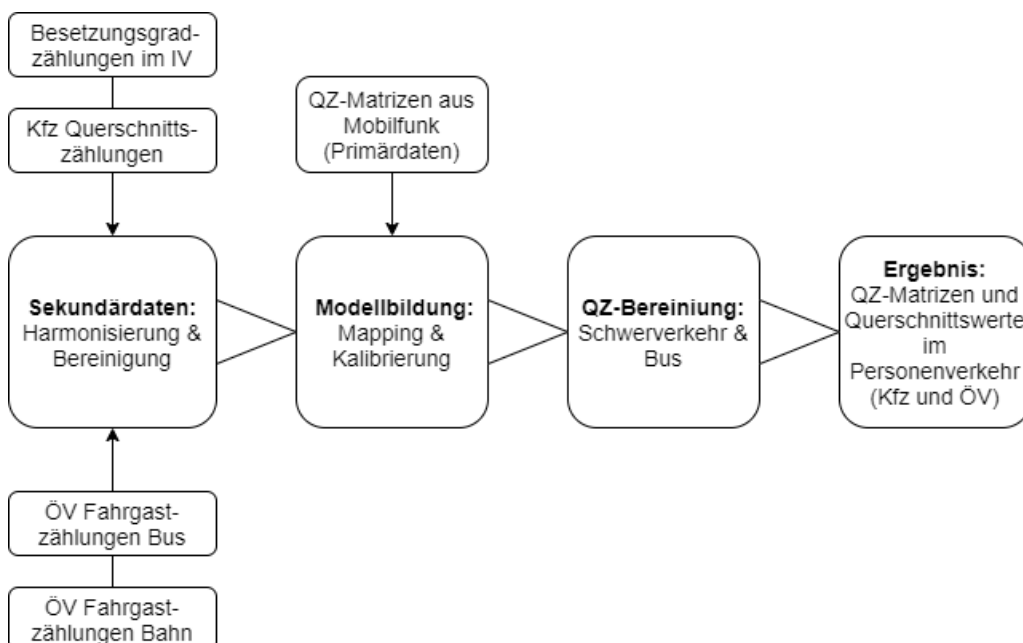 Besetzungsgrad-
zählungen im IV
Kfz Querschnitts-
zählungen
QZ-Matrizen aus
Mobilfunk
(Primärdaten)
Sekundärdaten:
Harmonisierung &
Bereinigung
Modellbildung:
Mapping &
Kalibrierung
QZ-Bereiniung:
Schwerverkehr &
Bus
Ergebnis:
QZ-Matrizen und
Querschnittswerte
im
Personenverkehr
(Kfz und ÖV)
ÖV Fahrgast-
zählungen Bus
ÖV Fahrgast-
zählungen Bahn